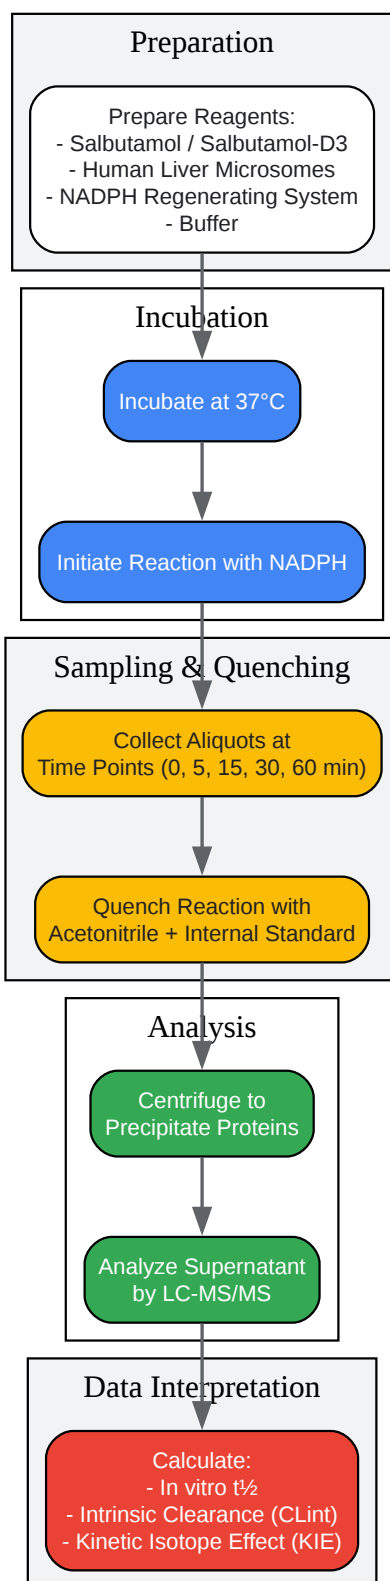 Preparation
Prepare Reagents:
- Salbutamol / Salbutamol-D3
- Human Liver Microsomes
- NADPH Regenerating System
- Buffer
Incubation
Incubate at 37°C
Initiate Reaction with NADPH
Sampling & Quenching
Collect Aliquots at
Time Points (0, 5, 15, 30, 60 min)
Quench Reaction with
Acetonitrile + Internal Standard
Analysis
Centrifuge to
Precipitate Proteins
Analyze Supernatant
by LC-MS/MS
Data Interpretation
Calculate:
- In vitro t½
- Intrinsic Clearance (CLint)
- Kinetic Isotope Effect (KIE)